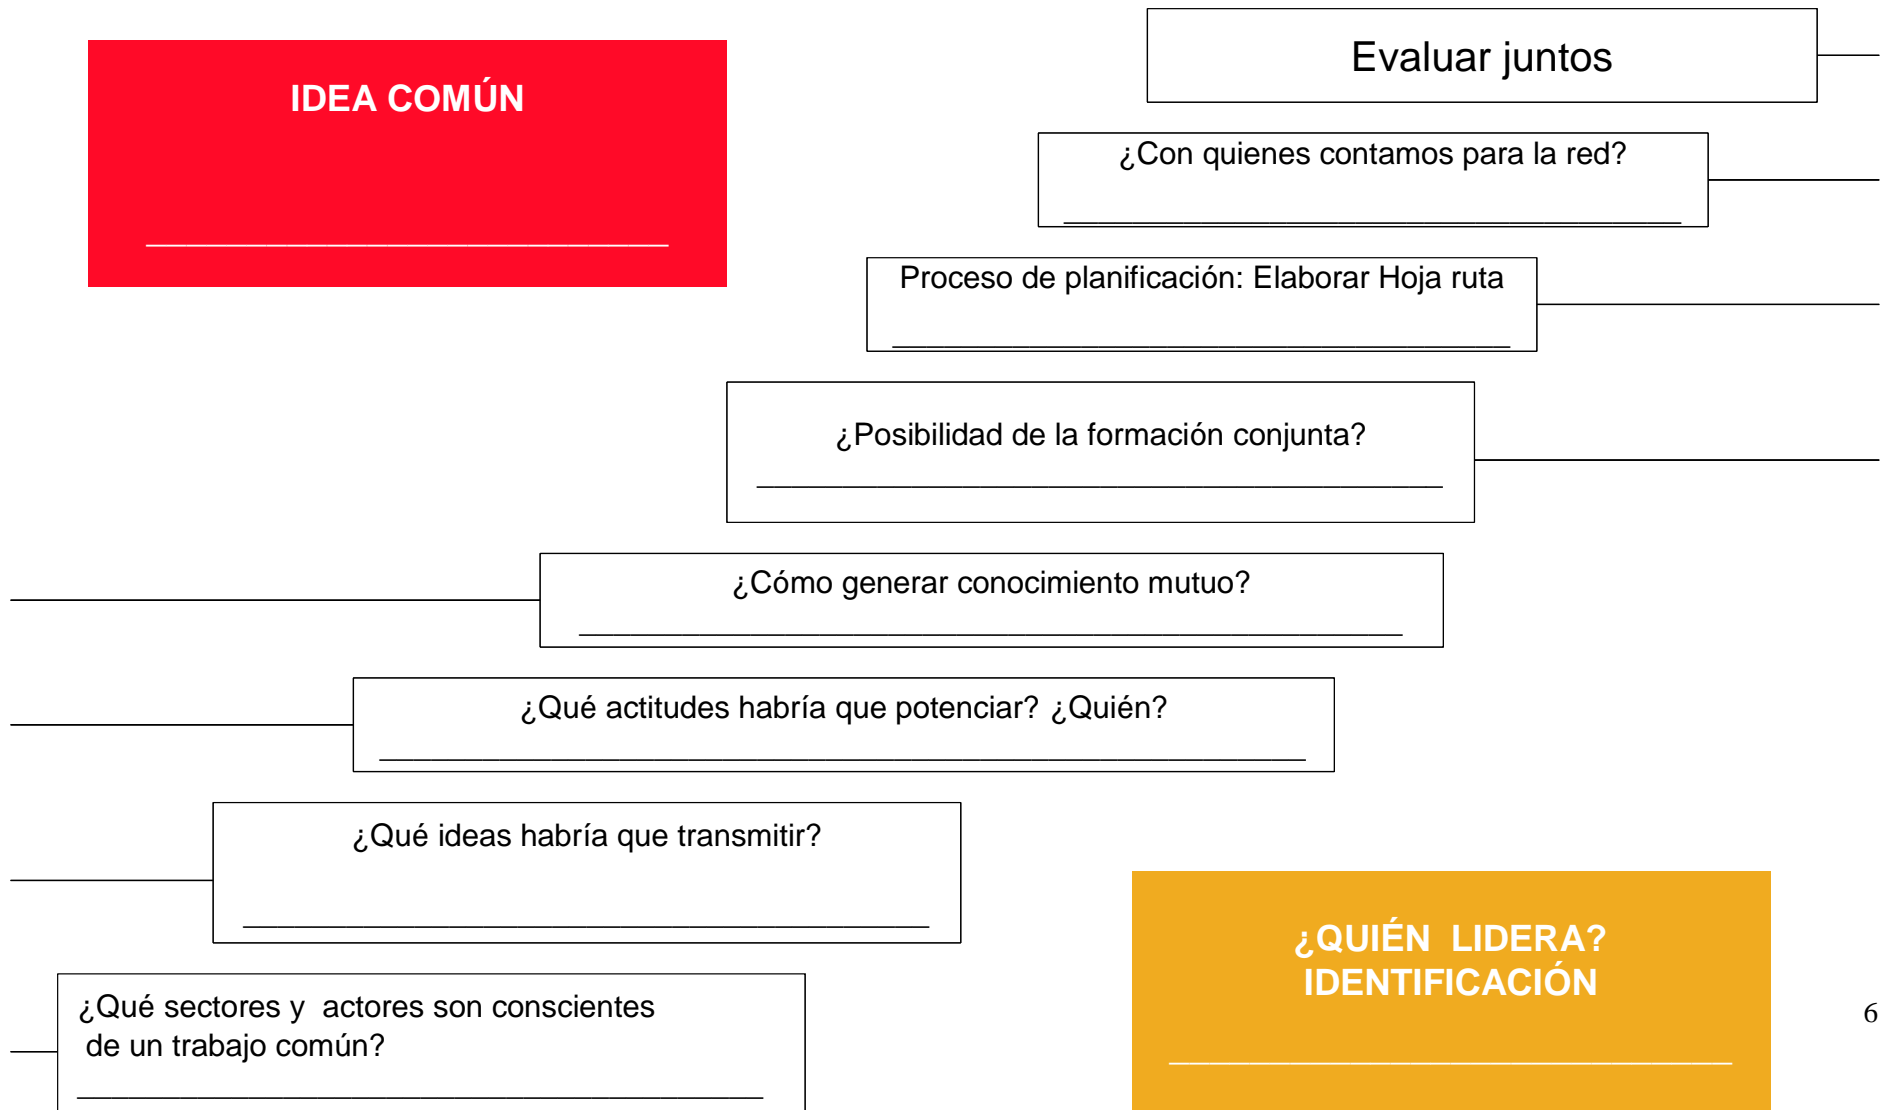 IDEA COMÚN
Evaluar juntos
¿Con quienes contamos para la red?
Proceso de planificación: Elaborar Hoja ruta
¿Posibilidad de la formación conjunta?
¿Cómo generar conocimiento mutuo?
¿Qué actitudes habría que potenciar? ¿Quién?
¿Qué ideas habría que transmitir?
¿QUIÉN LIDERA?
IDENTIFICACIÓN
¿Qué sectores y actores son conscientes
de un trabajo común?
6